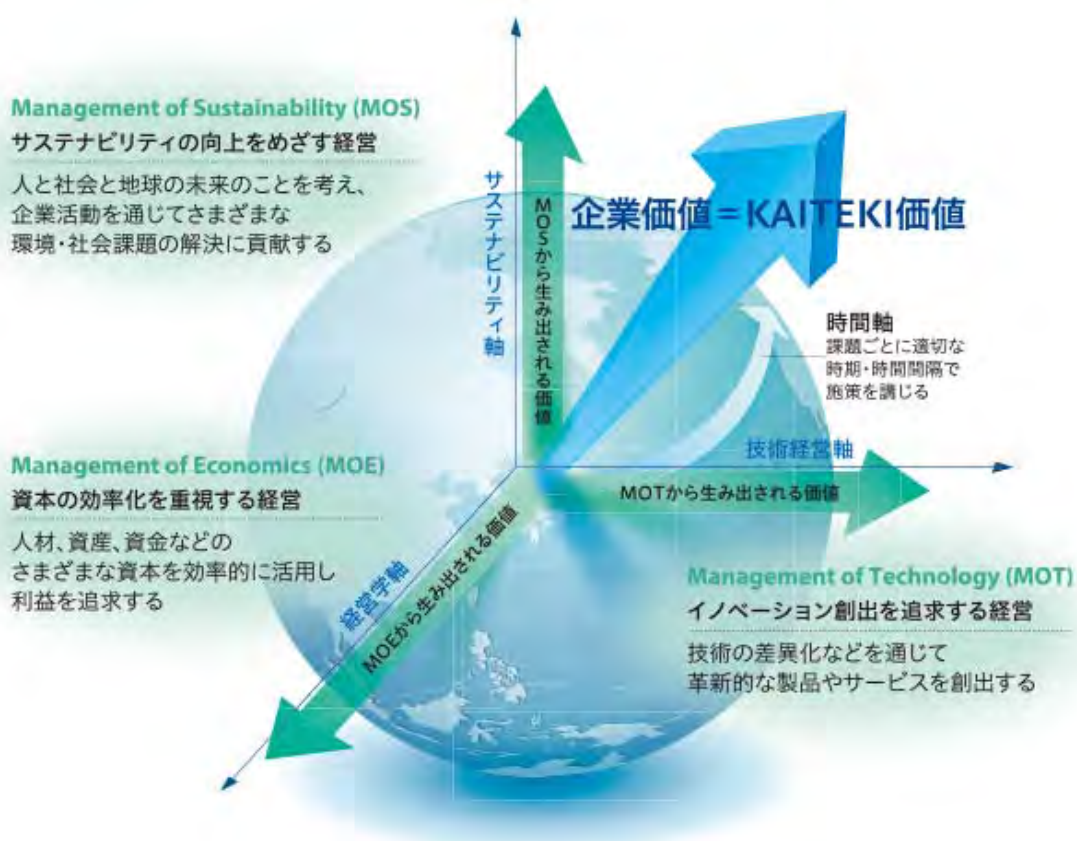 Management of Sustainability (MOS)
サステナビリティの向上をめざす経営
人と社会と地球の未来のことを考え、
企業活動を通じてさまざまな
環境・社会課題の解決に貢献する
サステナビリティ軸
MOSから生み出される価値
企業価値=KAITEKI価値
時間軸
課題ごとに適切な
時期・時間間隔で
施策を講じる
技術経営軸
MOTから生み出される価値
Management of Economics (MOE)
資本の効率化を重視する経営
人材、資産、資金などの
さまざまな資本を効率的に活用し
利益を追求する
経営学軸
MOEから生み出される価値
Management of Technology (MOT)
イノベーション創出を追求する経営
技術の差異化などを通じて
革新的な製品やサービスを創出する